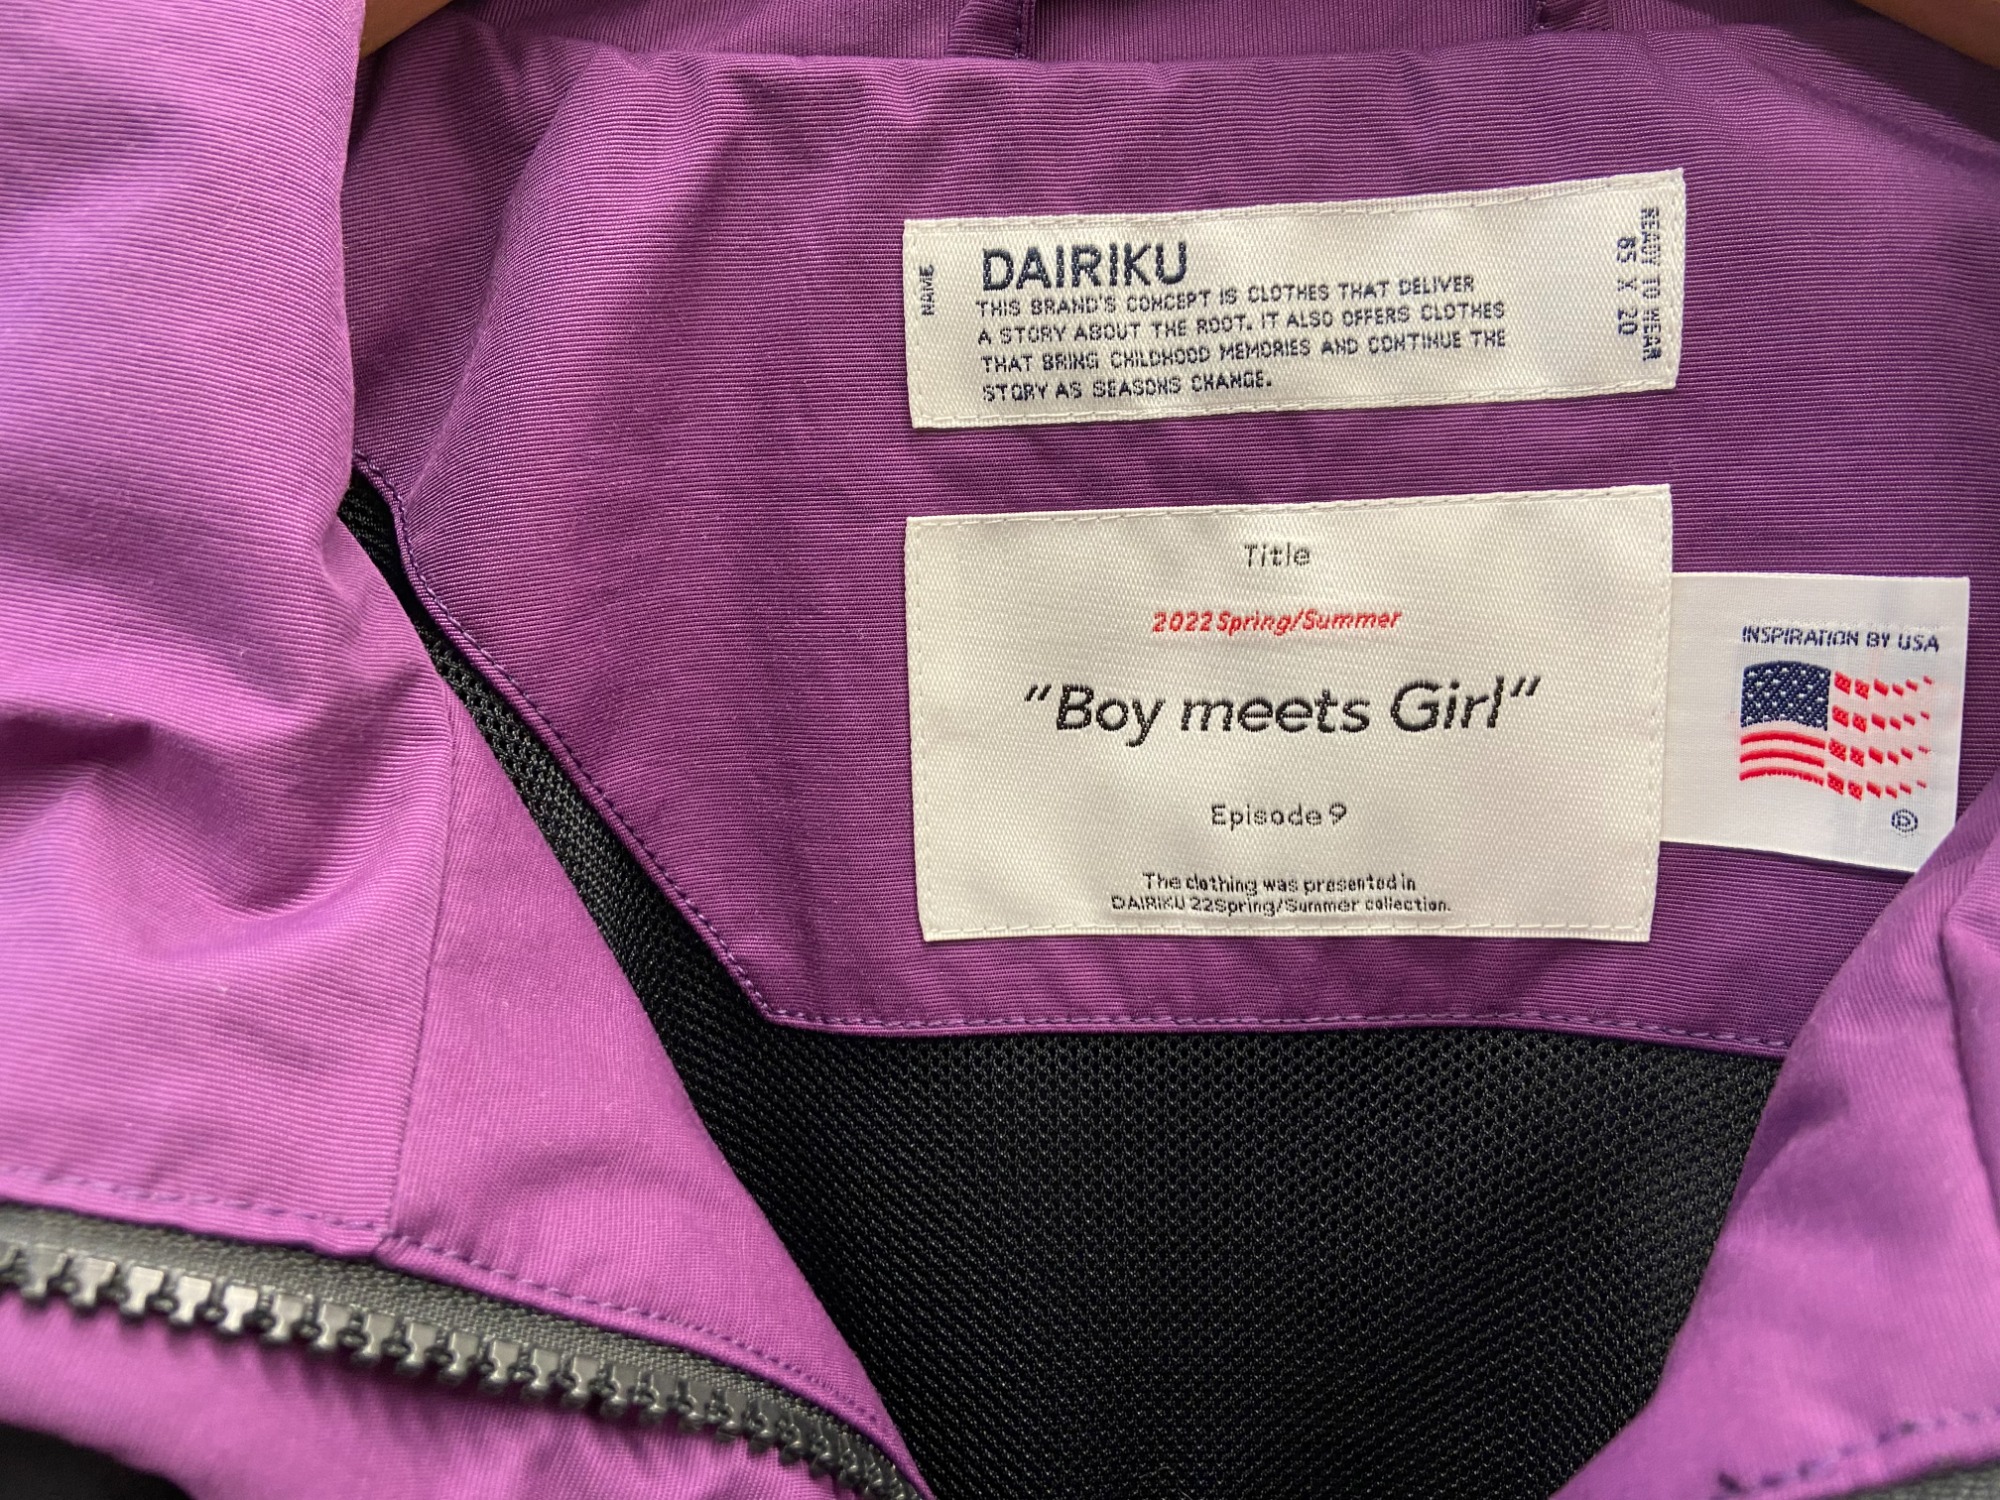 NAME
DAIRIKU
THIS BRAND'S CONCEPT IS CLOTHES THAT DELIVER
A STORY ABOUT THE ROOT. IT ALSO OFFERS CLOTHES
THAT BRING CHILDHOOD MEMORIES AND CONTINUE THE
STORY AS SEASONS CHANGE.
READY TO WEAR
85 X 20
Title
2022 Spring/Summer
“Boy meets Girl“
Episode 9
The clothing was presented in
DAIRIKU 22Spring/Summer collection.
INSPIRATION BY USA